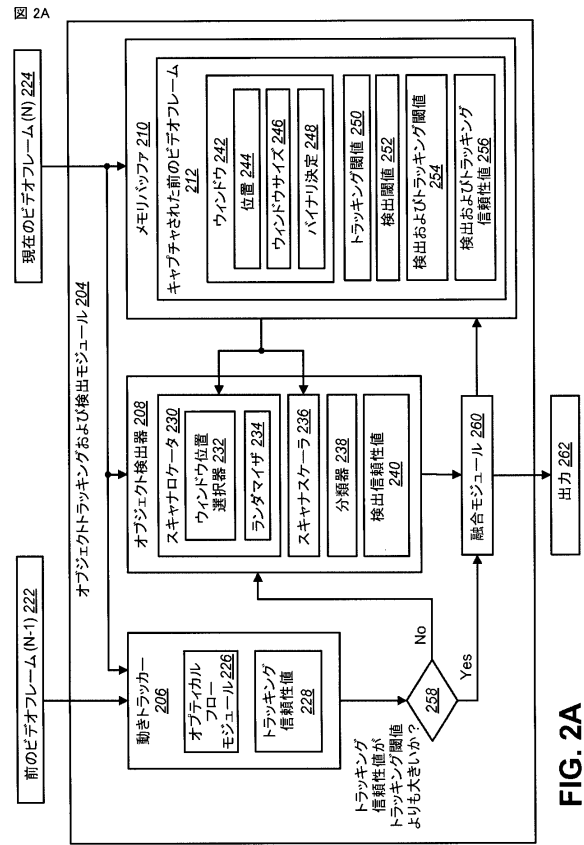 図 2A
前のビデオフレーム (N-1) 222
現在のビデオフレーム (N) 224
オブジェクトトラッキングおよび検出モジュール 204
動きトラッカー
206
オプティカル
フロー
モジュール 226
トラッキング
信頼性値
228
トラッキング
信頼性値が
トラッキング閾値
よりも大きいか?
258
No
Yes
オブジェクト検出器 208
スキャナロケータ 230
ウィンドウ位置
選択器 232
ランダマイザ 234
スキャナスケーラ 236
分類器 238
検出信頼性値
240
メモリバッファ 210
キャプチャされた前のビデオフレーム
212
ウィンドウ 242
位置 244
ウィンドウサイズ 246
バイナリ決定 248
トラッキング閾値 250
検出閾値 252
検出およびトラッキング閾値
254
検出およびトラッキング
信頼性値 256
融合モジュール 260
出力 262
FIG. 2A